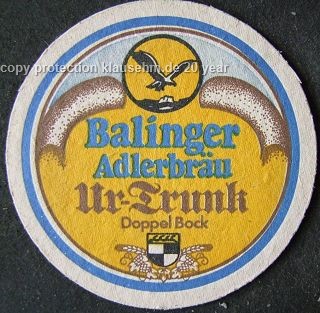 copy protection klausehm.de 20 year
Balinger
Adlerbräu
Ur-Trunk
Doppel Bock